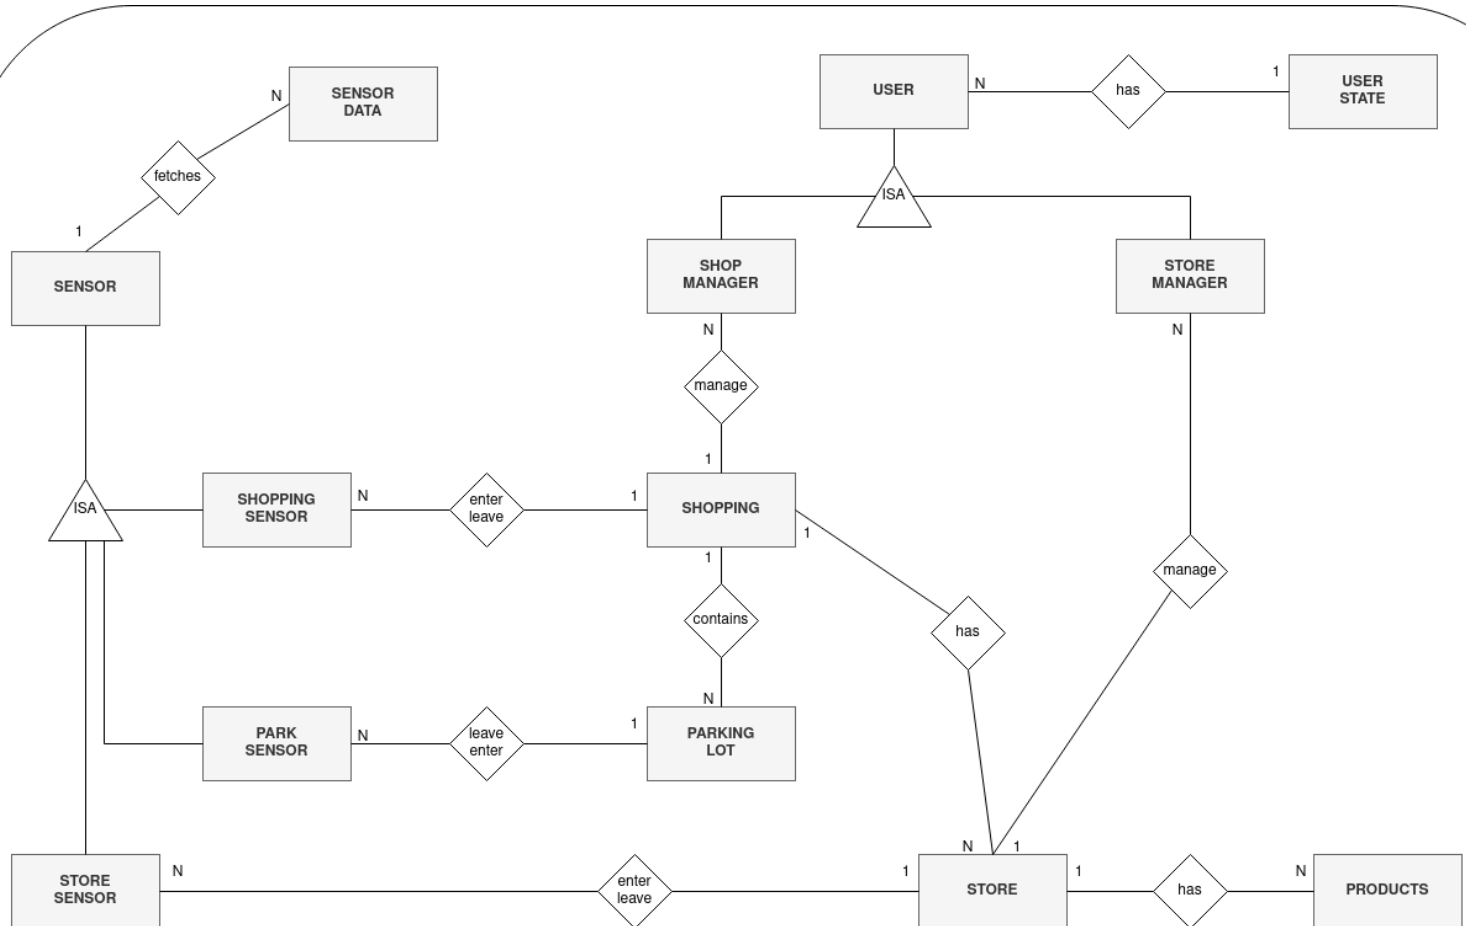 SENSOR
DATA
N
fetches
1
SENSOR
USER
N
has
1
USER
STATE
ISA
SHOP
MANAGER
STORE
MANAGER
N
N
manage
1
ISA
SHOPPING
SENSOR
N
enter
leave
1
SHOPPING
1
1
manage
contains
has
N
PARK
SENSOR
N
leave
enter
1
PARKING
LOT
N
1
STORE
SENSOR
N
enter
leave
1
STORE
1
has
N
PRODUCTS